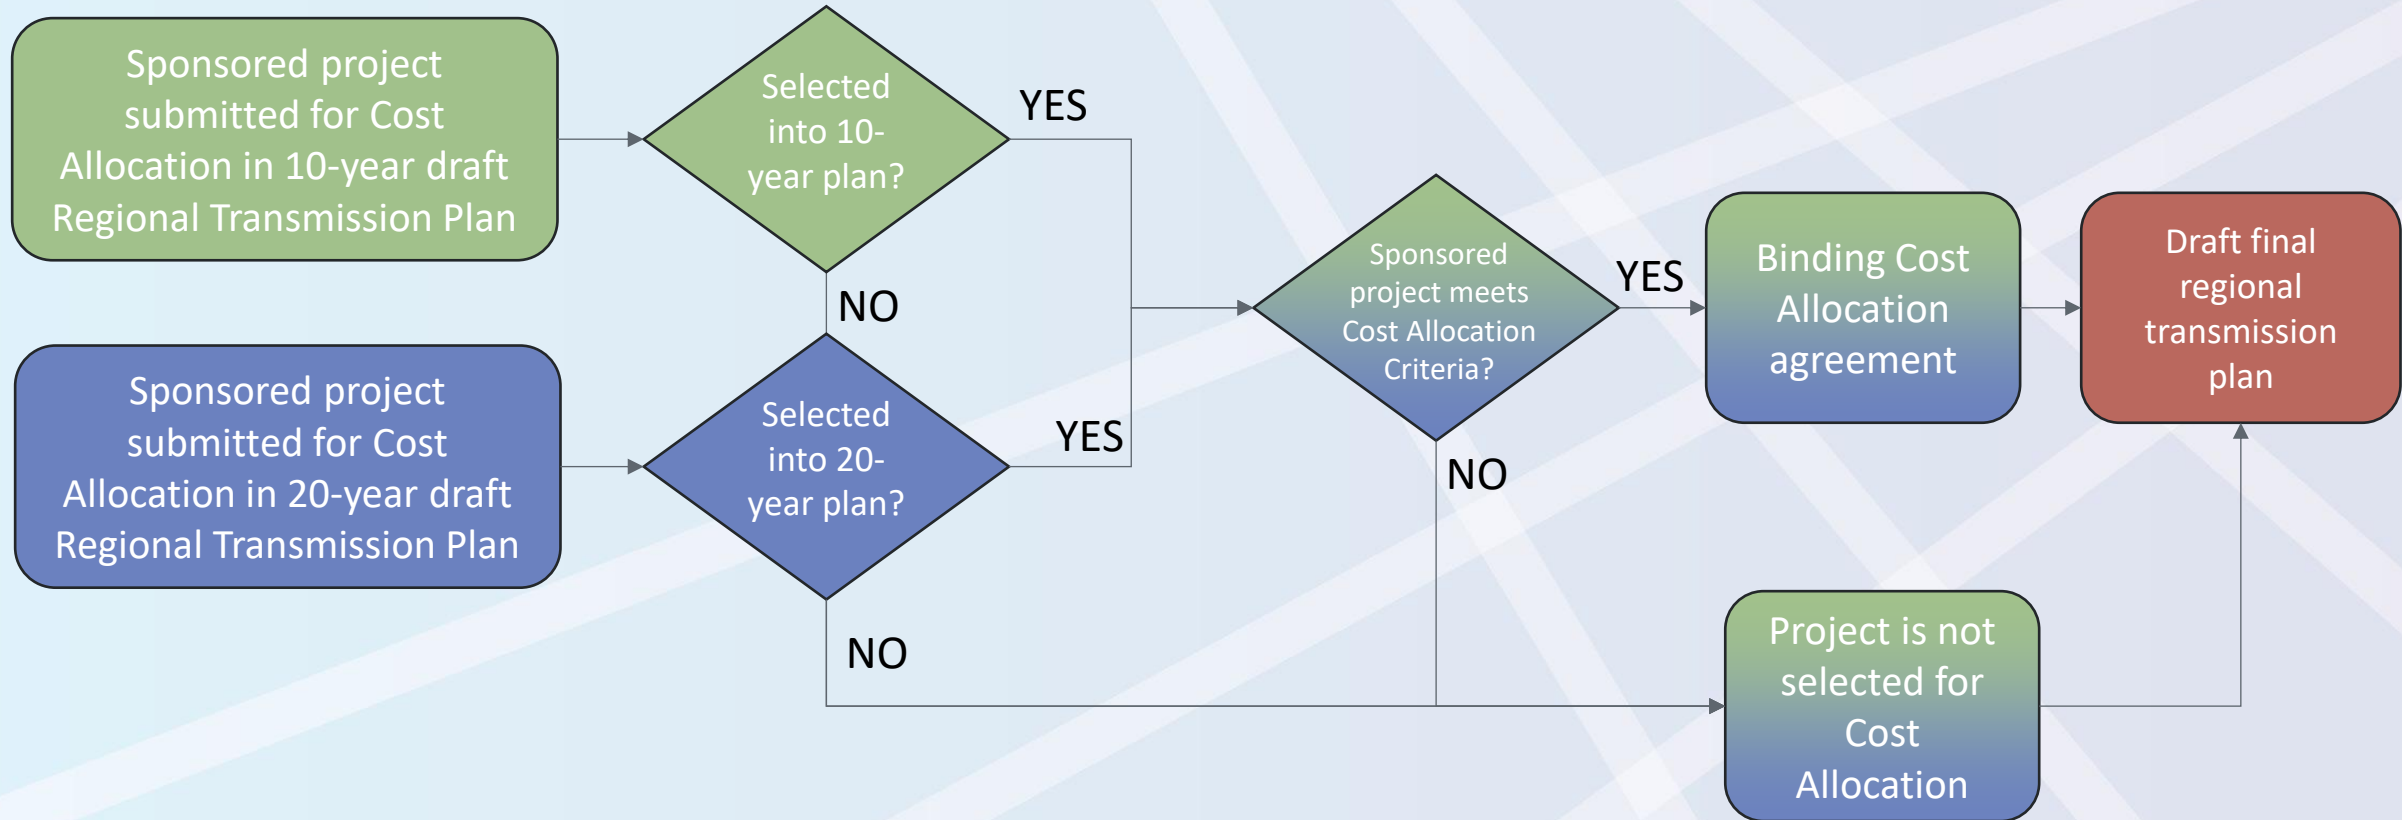 Sponsored project
submitted for Cost
Allocation in 10-year draft
Regional Transmission Plan
Selected
into 10-
year plan?
YES
NO
Sponsored project
submitted for Cost
Allocation in 20-year draft
Regional Transmission Plan
Selected
into 20-
year plan?
YES
NO
Sponsored
project meets
Cost Allocation
Criteria?
YES
NO
Binding Cost
Allocation
agreement
Draft final
regional
transmission
plan
Project is not
selected for
Cost
Allocation